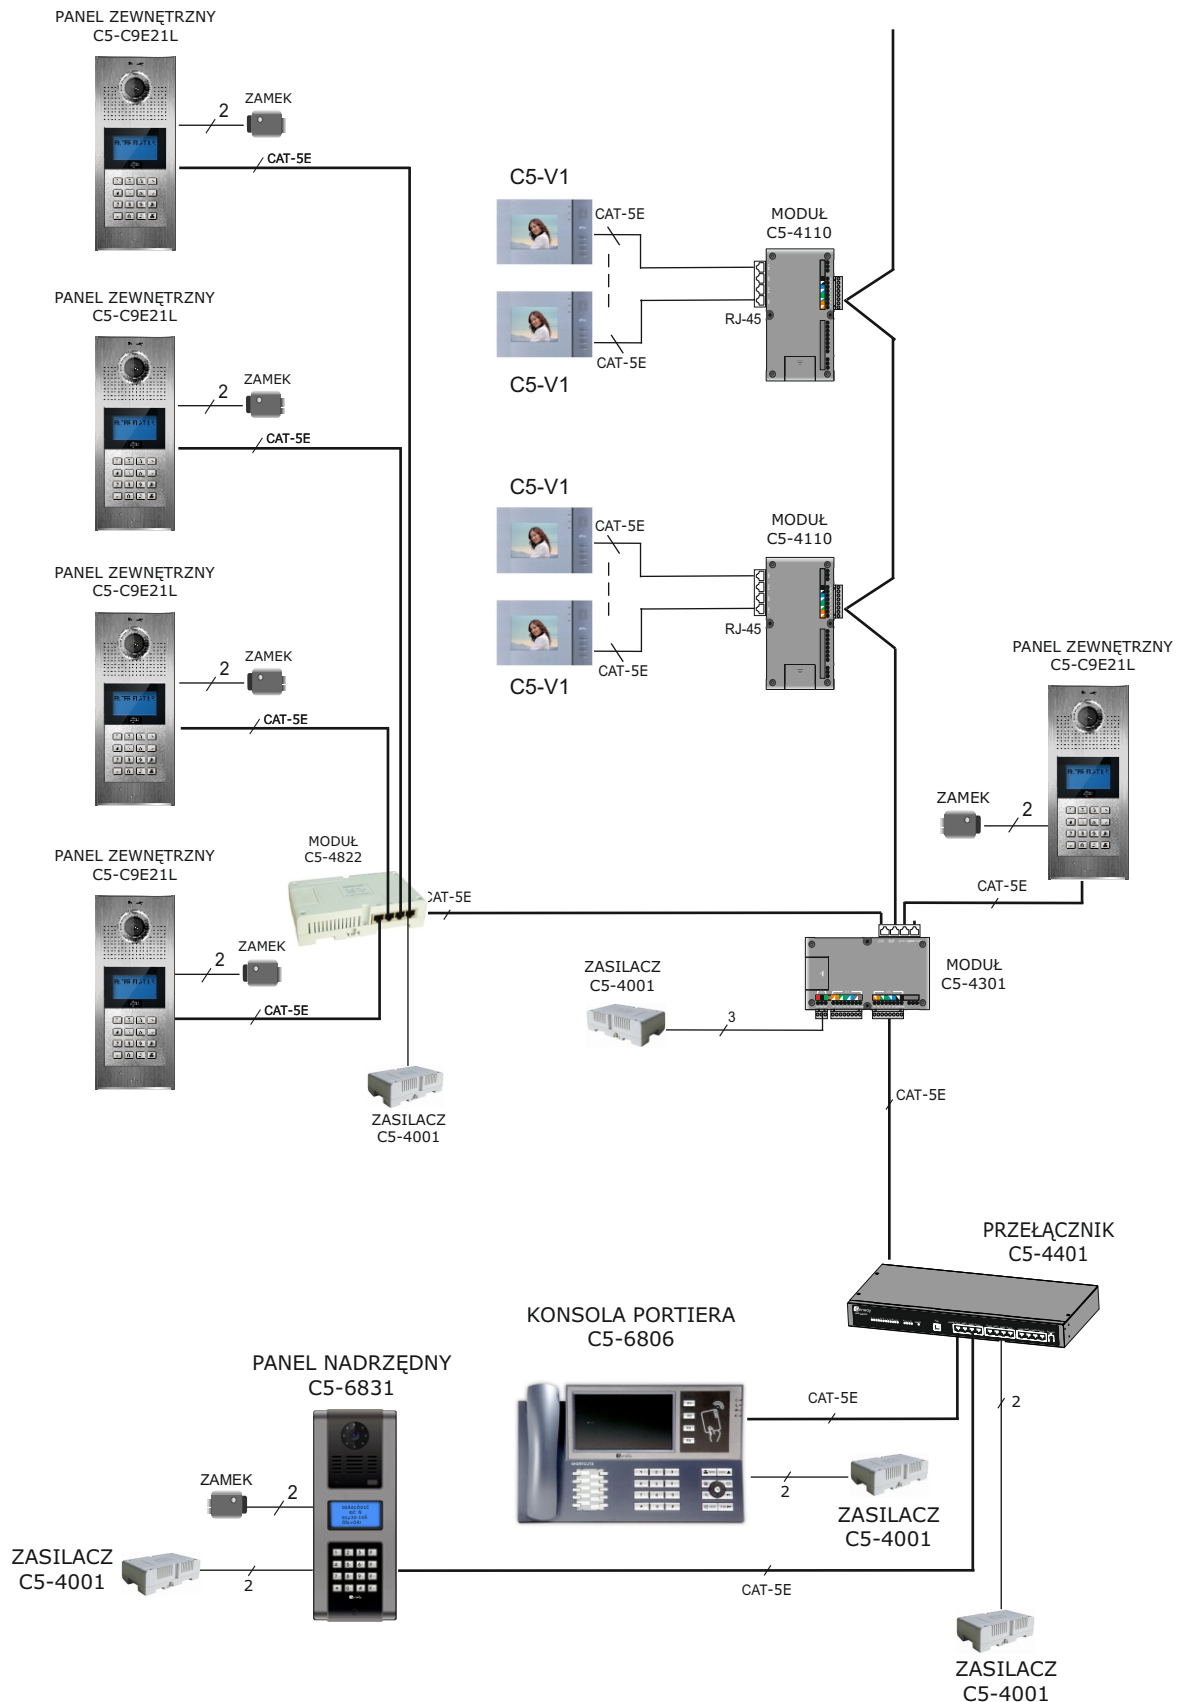 PANEL ZEWNĘTRZNY
C5-C9E21L
ZAMEK
2
CAT-5E
PANEL ZEWNĘTRZNY
C5-C9E21L
ZAMEK
2
CAT-5E
PANEL ZEWNĘTRZNY
C5-C9E21L
ZAMEK
2
CAT-5E
PANEL ZEWNĘTRZNY
C5-C9E21L
ZAMEK
2
CAT-5E
MODUŁ
C5-4822
CAT-5E
ZASILACZ
C5-4001
C5-V1
CAT-5E
MODUŁ
C5-4110
RJ-45
CAT-5E
C5-V1
C5-V1
CAT-5E
MODUŁ
C5-4110
RJ-45
CAT-5E
C5-V1
PANEL ZEWNĘTRZNY
C5-C9E21L
ZAMEK
2
CAT-5E
MODUŁ
C5-4301
ZASILACZ
C5-4001
3
CAT-5E
PRZEŁĄCZNIK
C5-4401
KONSOLA PORTIERA
C5-6806
CAT-5E
2
ZASILACZ
C5-4001
2
ZASILACZ
C5-4001
PANEL NADRZĘDNY
C5-6831
ZAMEK
2
ZASILACZ
C5-4001
2
CAT-5E